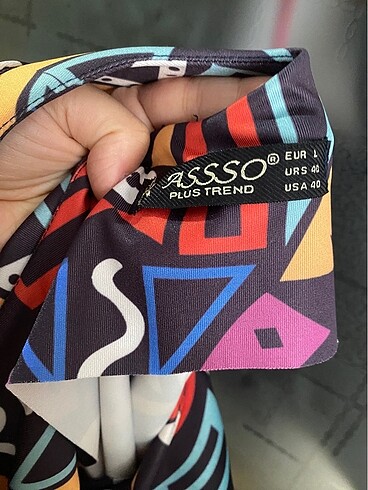 ASSSO®
PLUS TREND
EUR L
URS 40
USA 40